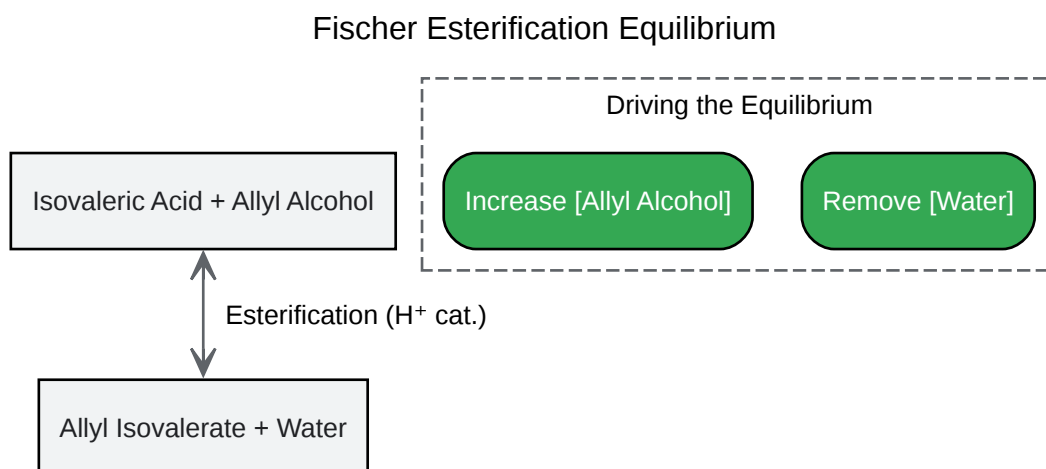 Fischer Esterification Equilibrium
Driving the Equilibrium
Isovaleric Acid + Allyl Alcohol
Increase [Allyl Alcohol]
Remove [Water]
Esterification (H⁺ cat.)
Allyl Isovalerate + Water